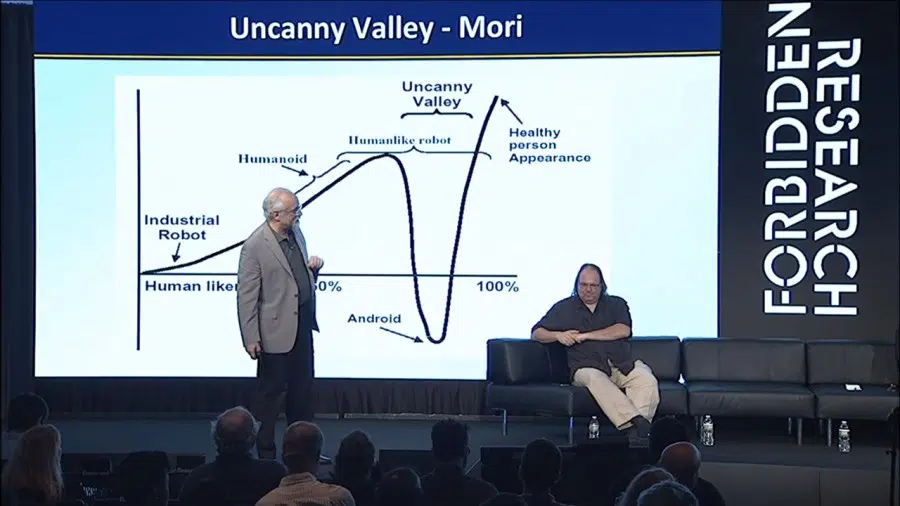 Uncanny Valley - Mori
Uncanny
Valley
Humanlike robot
Healthy
person
Appearance
Humanoid
Industrial
Robot
Human liker
50%
100%
Android
FORBIDDEN
RESEARCH